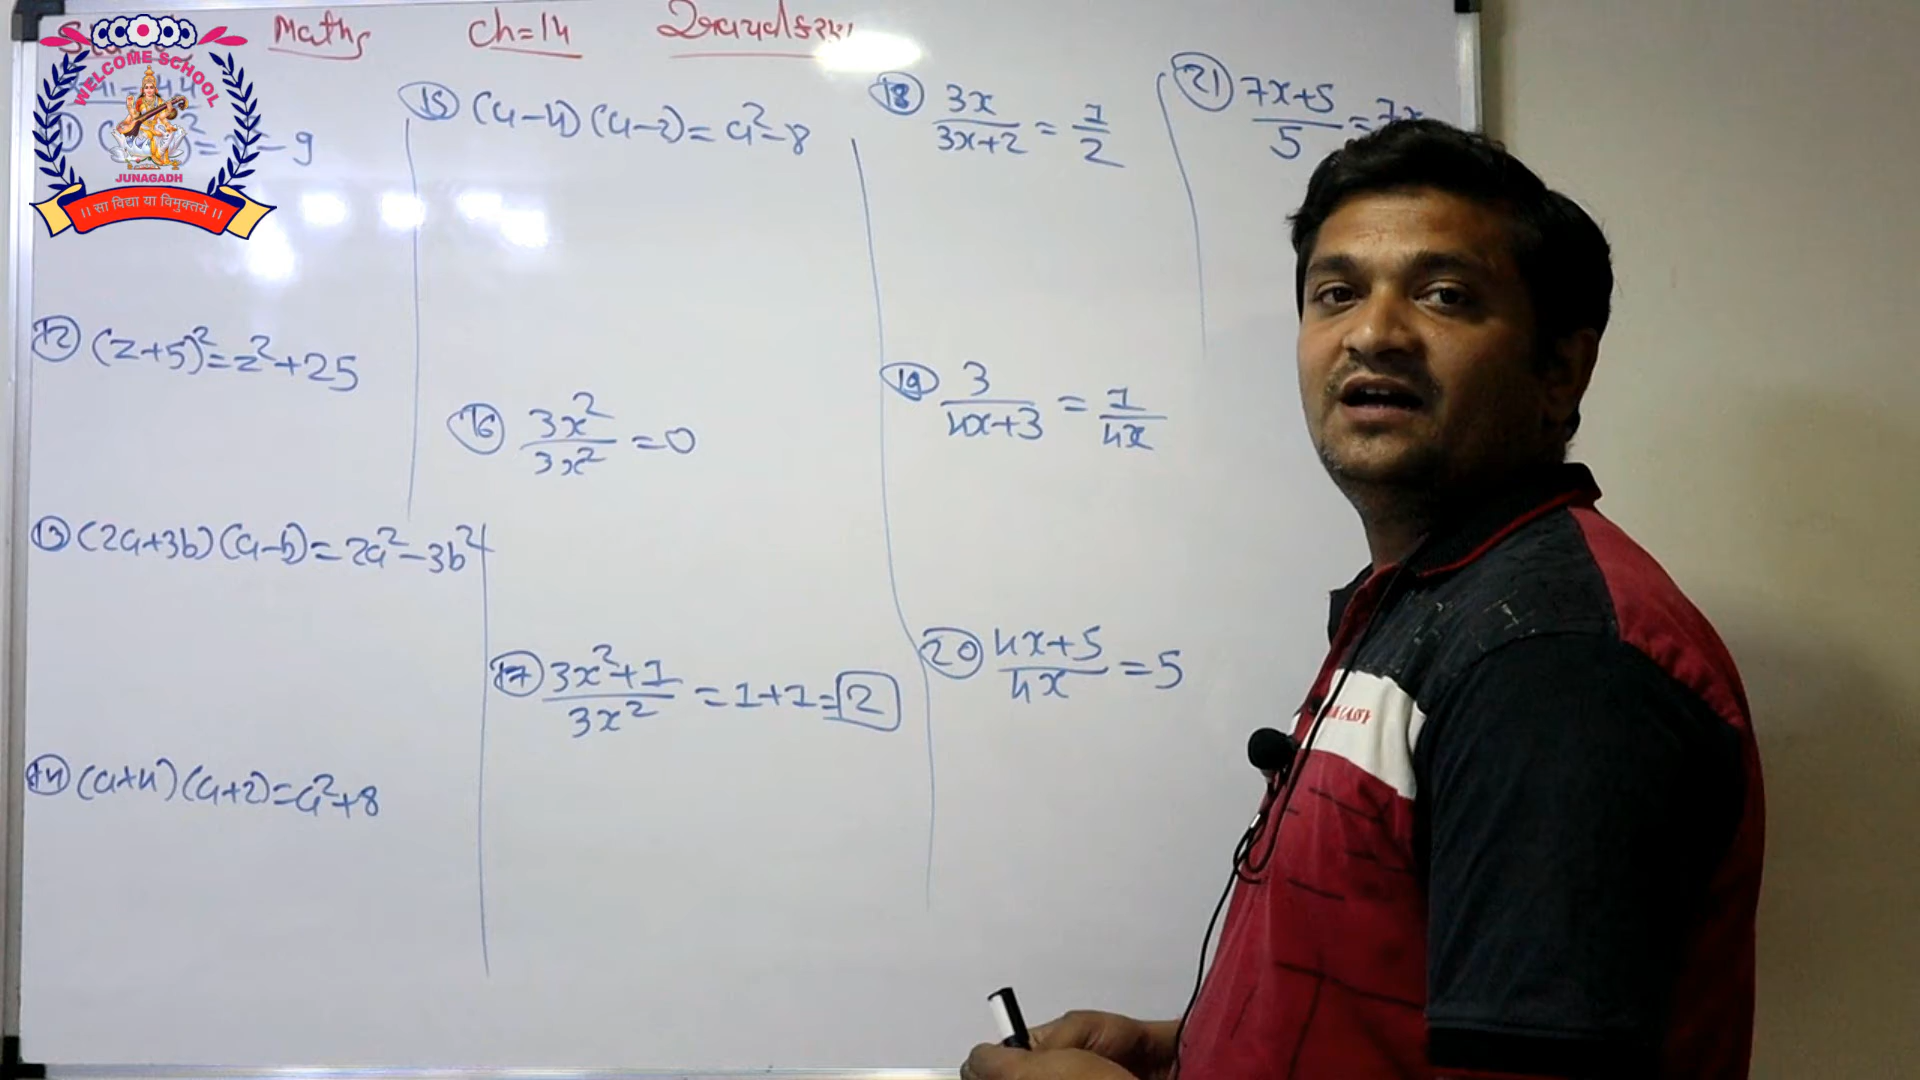 Maths ch=14 અવયવીકરણ
WELCOME SCHOOL
JUNAGADH
।। सा विद्या या विमुक्तये ।।
12 (z+5)²=z²+25
13 (2a+3b)(a-b)=2a²-3b²
14 (a+4)(a+2)=a²+8
15 (a-4)(a-2)=a²-8
16 3x²/3x² =0
17 3x²+1/3x² =1+1=2
18 3x/3x+2 = 1/2
19 3/4x+3 = 1/4x
20 4x+5/4x =5
21 7x+5/5 =7x